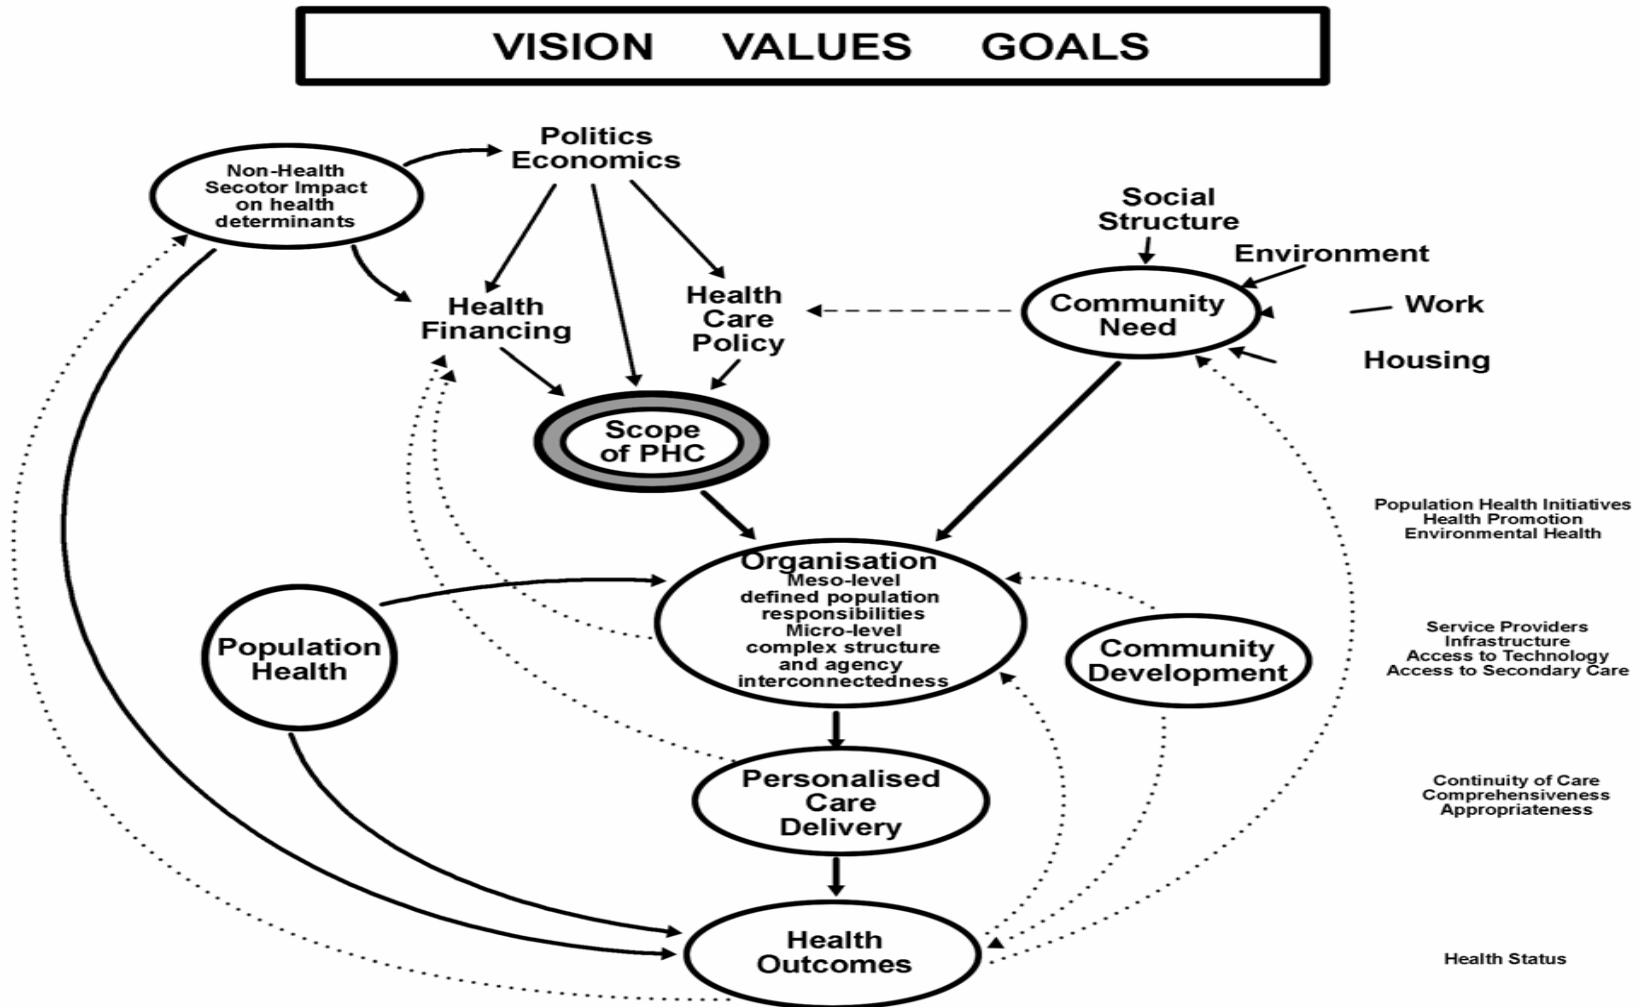 VISION VALUES GOALS
Politics
Economics
Non-Health
Secotor Impact
on health
determinants
Social
Structure
Environment
Health
Financing
Health
Care
Policy
Community
Need
Work
Housing
Scope
of PHC
Population Health Initiatives
Health Promotion
Environmental Health
Organisation
Meso-level
defined population
responsibilities
Micro-level
complex structure
and agency
interconnectedness
Population
Health
Community
Development
Service Providers
Infrastructure
Access to Technology
Access to Secondary Care
Personalised
Care
Delivery
Continuity of Care
Comprehensiveness
Appropriateness
Health
Outcomes
Health Status